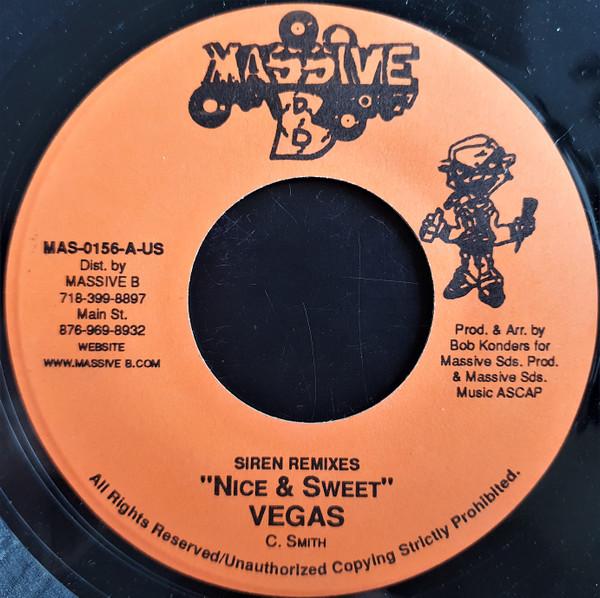 MASSIVE
B
MAS-0156-A-US
Dist. by
MASSIVE B
718-399-8897
Main St.
876-969-8932
WEBSITE
WWW.MASSIVE B.COM
Prod. & Arr. by
Bob Konders for
Massive Sds. Prod.
& Massive Sds.
Music ASCAP
SIREN REMIXES
"NICE & SWEET"
VEGAS
C. SMITH
All Rights Reserved/Unauthorized Copying Strictly Prohibited.